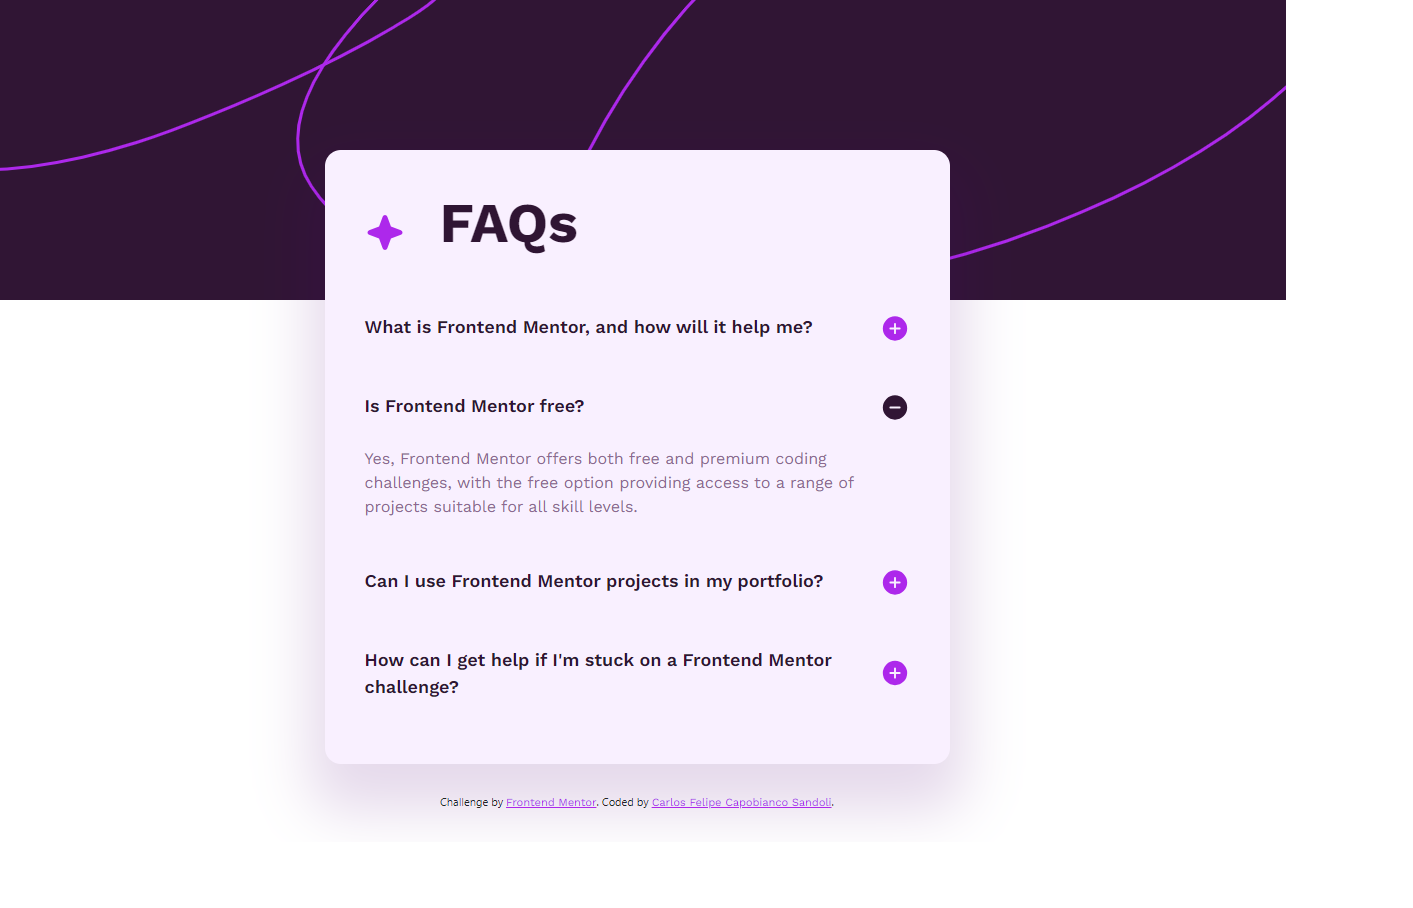 FAQs
What is Frontend Mentor, and how will it help me?
Is Frontend Mentor free?
Yes, Frontend Mentor offers both free and premium coding
challenges, with the free option providing access to a range of
projects suitable for all skill levels.
Can I use Frontend Mentor projects in my portfolio?
How can I get help if I'm stuck on a Frontend Mentor
challenge?
Challenge by Frontend Mentor. Coded by Carlos Felipe Capobianco Sandoli.